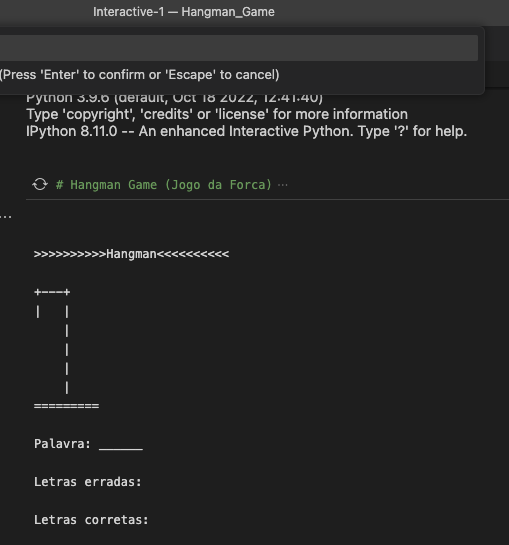 Interactive-1 — Hangman_Game
(Press 'Enter' to confirm or 'Escape' to cancel)
Python 3.9.6 (default, Oct 18 2022, 12:41:40)
Type 'copyright', 'credits' or 'license' for more information
IPython 8.11.0 -- An enhanced Interactive Python. Type '?' for help.
# Hangman Game (Jogo da Forca) ···
...
>>>>>>>>>>Hangman<<<<<<<<<<
+---+
|   |
    |
    |
    |
    |
=========
Palavra: ______
Letras erradas:
Letras corretas: